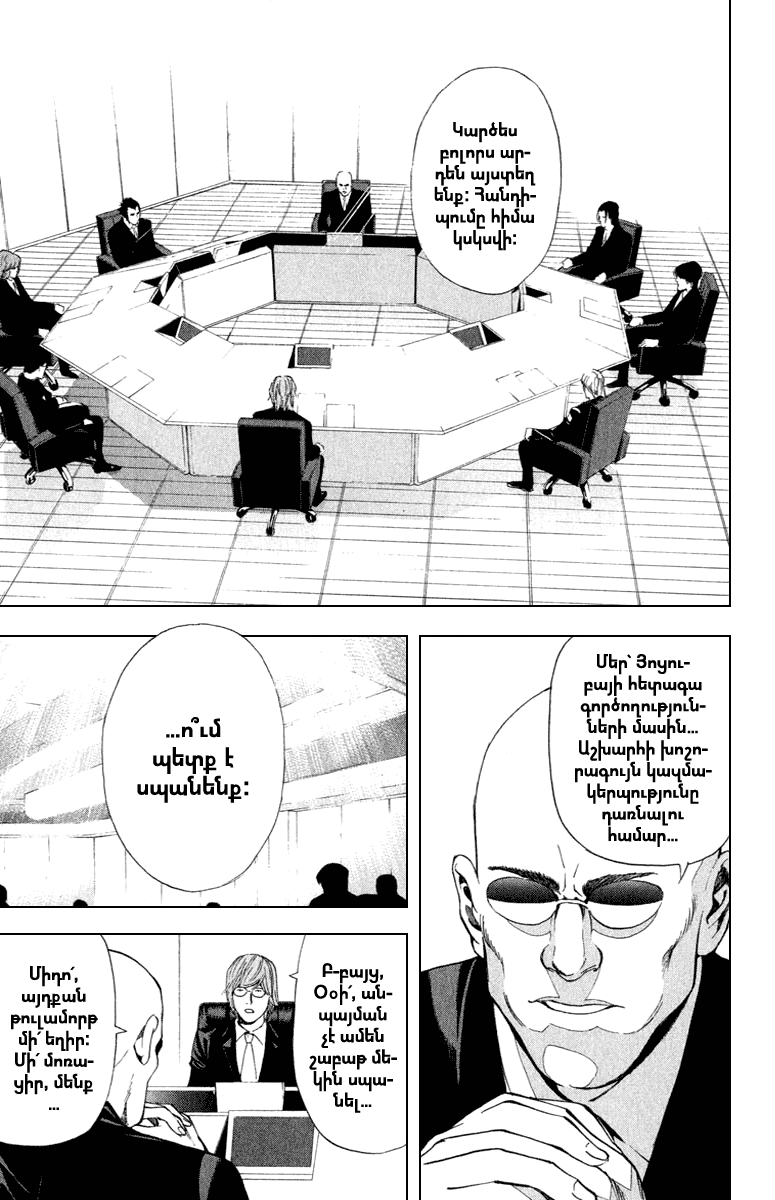 Կարծես
բոլորս ար-
դեն այստեղ
ենք: Հանդի-
պումը հիմա
կսկսվի:
Մեր՝ Յոցու-
բայի հետագա
գործողություն-
ների մասին...
Աշխարհի խոշո-
րագույն կազմա-
կերպությունը
դառնալու
համար...
...ո՞ւմ
պետք է
սպանենք:
Բ-բայց,
Օօի՛, ան-
պայման
չէ ամեն
շաբաթ մե-
կին սպա-
նել...
Միդո՛,
այդքան
թուլամորթ
մի՛ եղիր:
Մի՛ մոռա-
ցիր, մենք
...